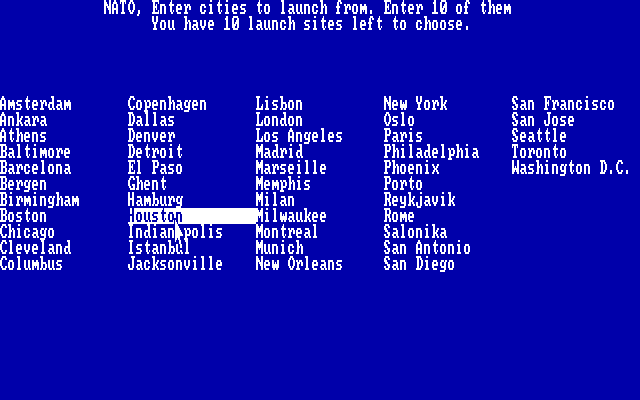 NATO, Enter cities to launch from. Enter 10 of them
You have 10 launch sites left to choose.
Amsterdam Copenhagen Lisbon New York San Francisco
Ankara Dallas London Oslo San Jose
Athens Denver Los Angeles Paris Seattle
Baltimore Detroit Madrid Philadelphia Toronto
Barcelona El Paso Marseille Phoenix Washington D.C.
Bergen Ghent Memphis Porto
Birmingham Hamburg Milan Reykjavik
Boston Houston Milwaukee Rome
Chicago Indianapolis Montreal Salonika
Cleveland Istanbul Munich San Antonio
Columbus Jacksonville New Orleans San Diego